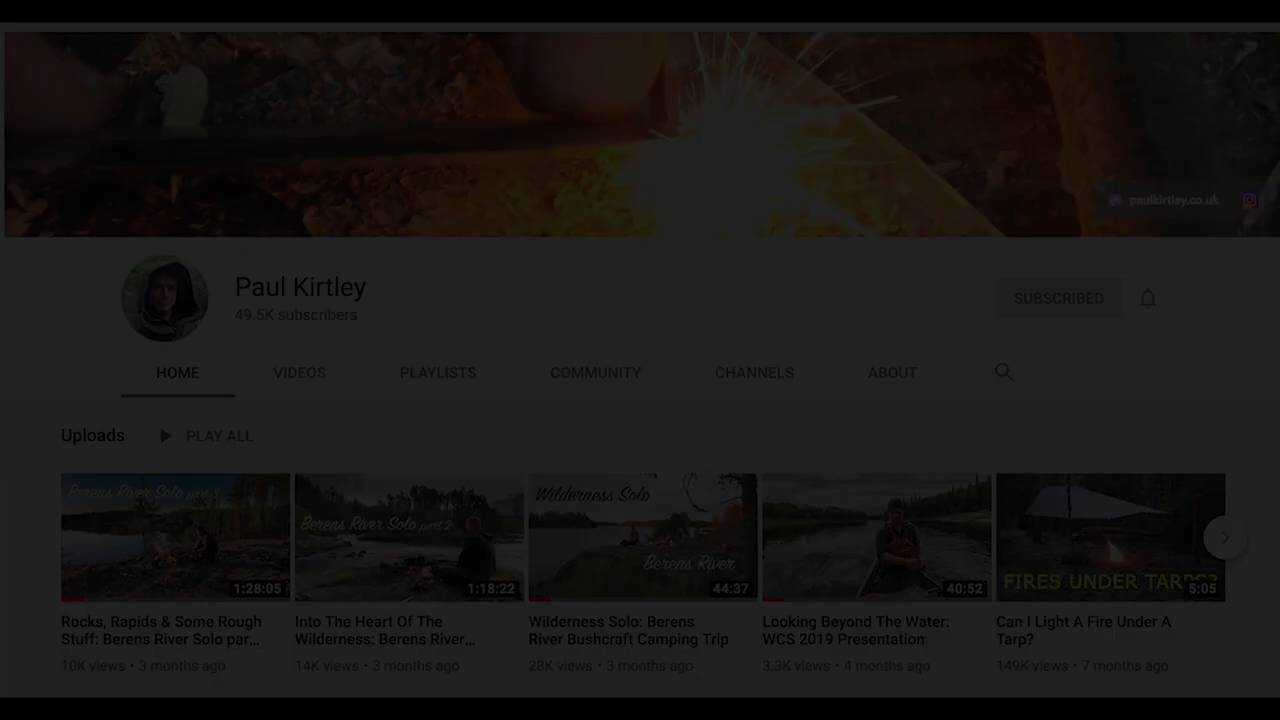 paulkirtley.co.uk
Paul Kirtley
49.5K subscribers
SUBSCRIBED
HOME VIDEOS PLAYLISTS COMMUNITY CHANNELS ABOUT
Uploads PLAY ALL
Berens River Solo part 3
1:28:05
Berens River Solo part 2
1:18:22
Wilderness Solo
Berens River
44:37
40:52
FIRES UNDER TARPS?
5:05
Rocks, Rapids & Some Rough
Stuff: Berens River Solo par...
10K views • 3 months ago
Into The Heart Of The
Wilderness: Berens River...
14K views • 3 months ago
Wilderness Solo: Berens
River Bushcraft Camping Trip
28K views • 3 months ago
Looking Beyond The Water:
WCS 2019 Presentation
3.3K views • 4 months ago
Can I Light A Fire Under A
Tarp?
149K views • 7 months ago